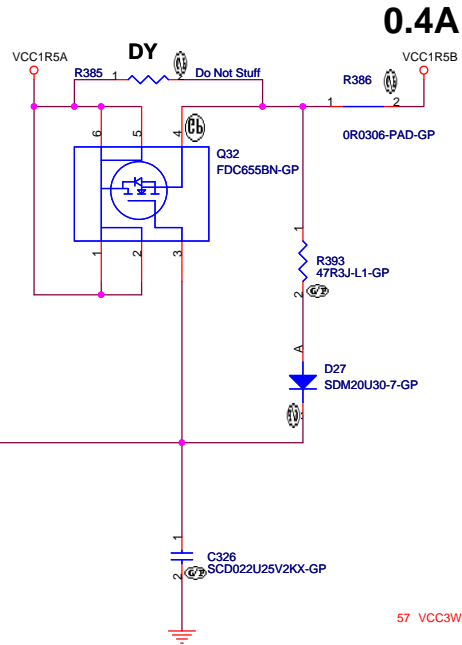 0.4A
VCC1R5A
DY
VCC1R5B
R385 1 2 Do Not Stuff
R386
1 2
0R0306-PAD-GP
6 5 4
Q32
FDC655BN-GP
1 2 3
1
R393
47R3J-L1-GP
2
A
D27
SDM20U30-7-GP
1
C326
SCD022U25V2KX-GP
2
57 VCC3W